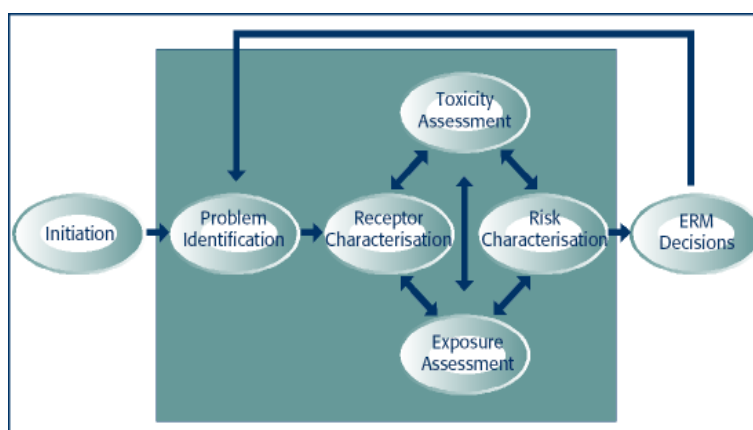 Toxicity
Assessment
Initiation
Problem
Identification
Receptor
Characterisation
Risk
Characterisation
ERM
Decisions
Exposure
Assessment